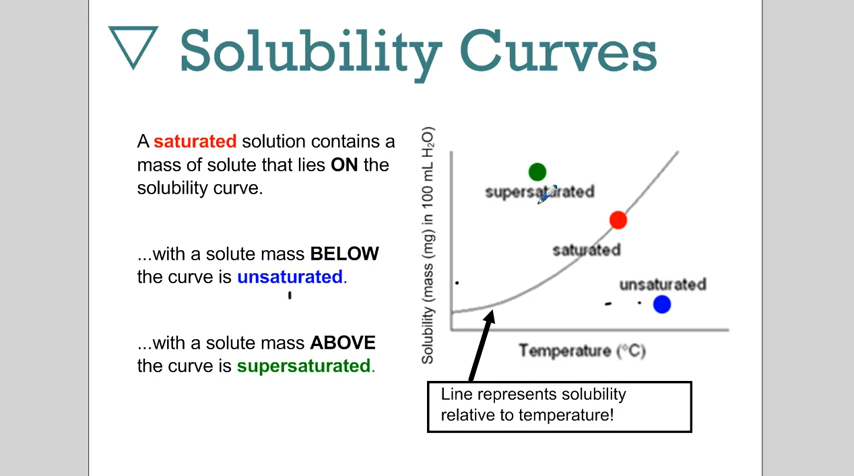 Solubility Curves
A saturated solution contains a
mass of solute that lies ON the
solubility curve.
...with a solute mass BELOW
the curve is unsaturated.
...with a solute mass ABOVE
the curve is supersaturated.
Solubility (mass (mg) in 100 mL H₂O)
supersaturated
saturated
unsaturated
Temperature (°C)
Line represents solubility
relative to temperature!